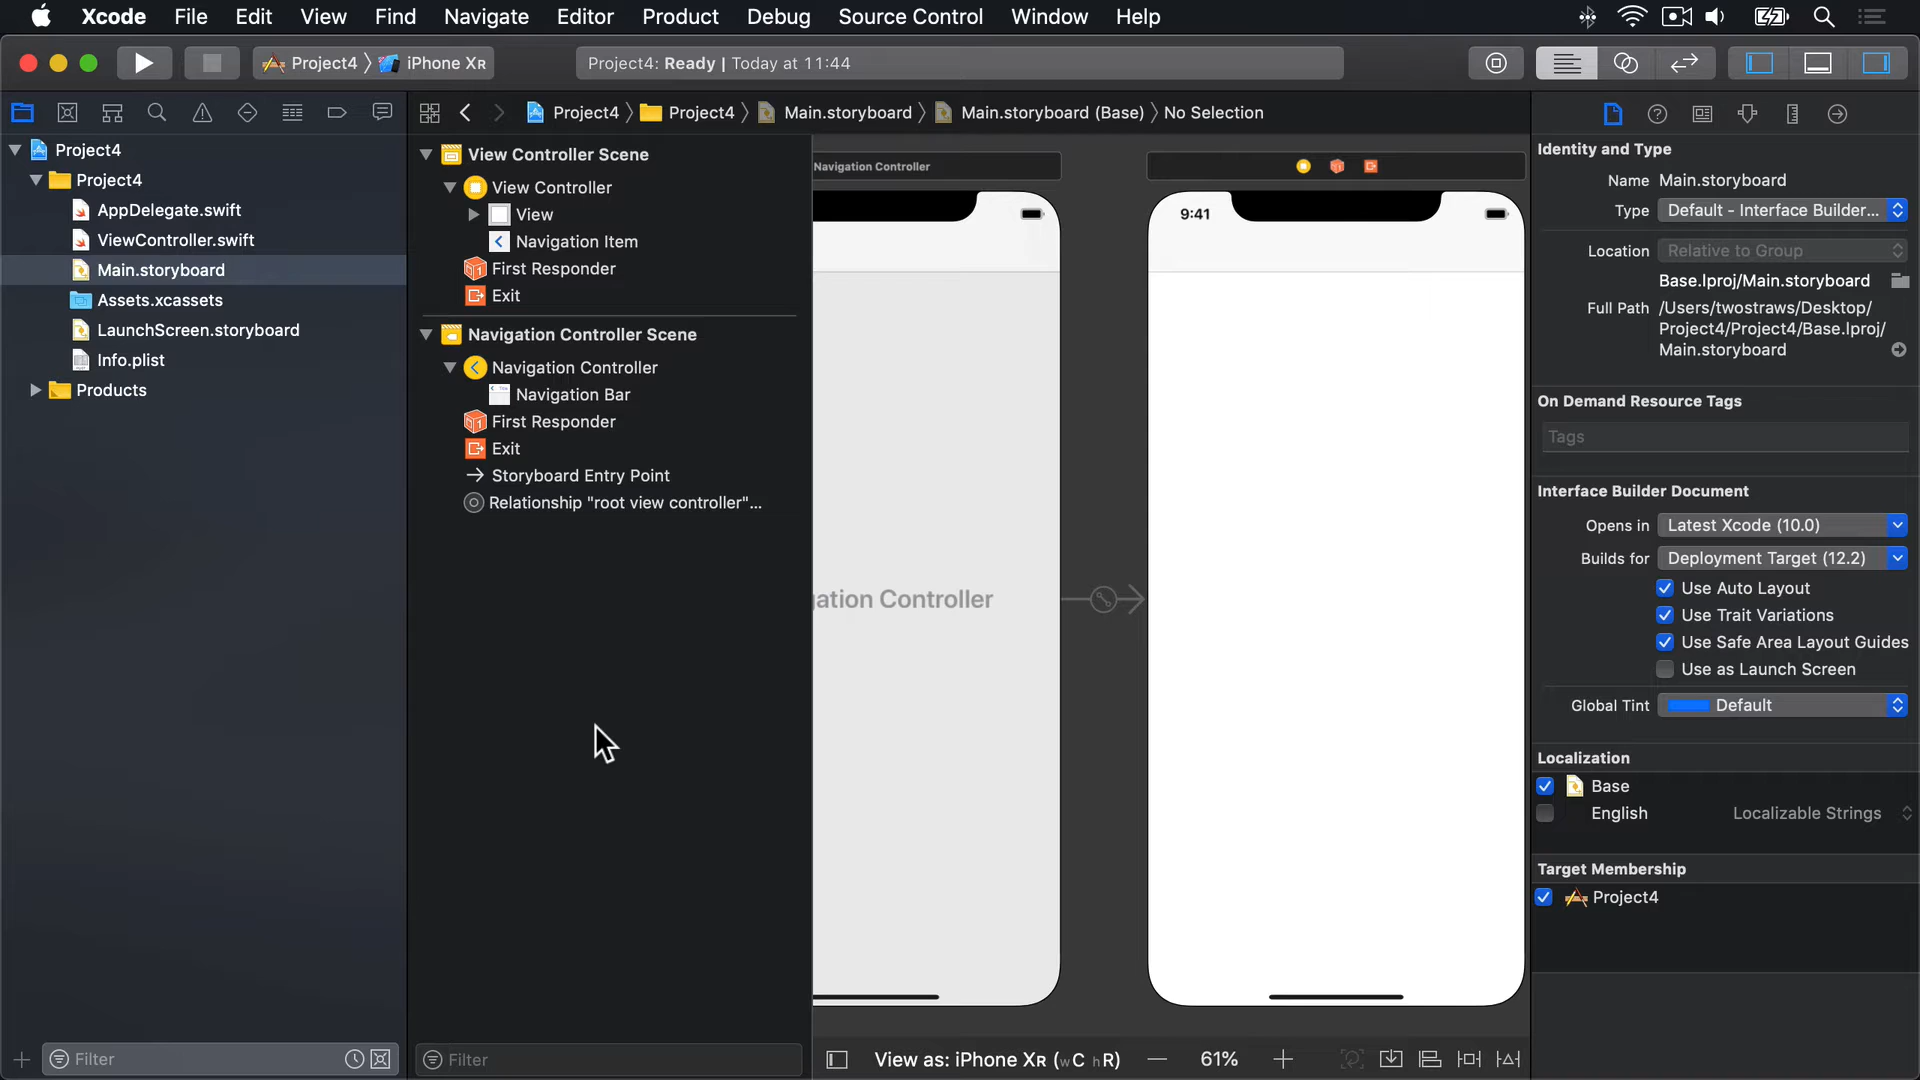 Xcode File Edit View Find Navigate Editor Product Debug Source Control Window Help
Project4 iPhone XR
Project4: Ready | Today at 11:44
Project4
Project4
AppDelegate.swift
ViewController.swift
Main.storyboard
Assets.xcassets
LaunchScreen.storyboard
Info.plist
Products
Filter
Project4 Project4 Main.storyboard Main.storyboard (Base) No Selection
View Controller Scene
View Controller
View
Navigation Item
First Responder
Exit
Navigation Controller Scene
Navigation Controller
Navigation Bar
First Responder
Exit
Storyboard Entry Point
Relationship "root view controller"...
Filter
Navigation Controller
gation Controller
9:41
View as: iPhone XR (wC hR)
61%
Identity and Type
Name Main.storyboard
Type Default - Interface Builder...
Location Relative to Group
Base.lproj/Main.storyboard
Full Path /Users/twostraws/Desktop/
Project4/Project4/Base.lproj/
Main.storyboard
On Demand Resource Tags
Tags
Interface Builder Document
Opens in Latest Xcode (10.0)
Builds for Deployment Target (12.2)
Use Auto Layout
Use Trait Variations
Use Safe Area Layout Guides
Use as Launch Screen
Global Tint Default
Localization
Base
English Localizable Strings
Target Membership
Project4